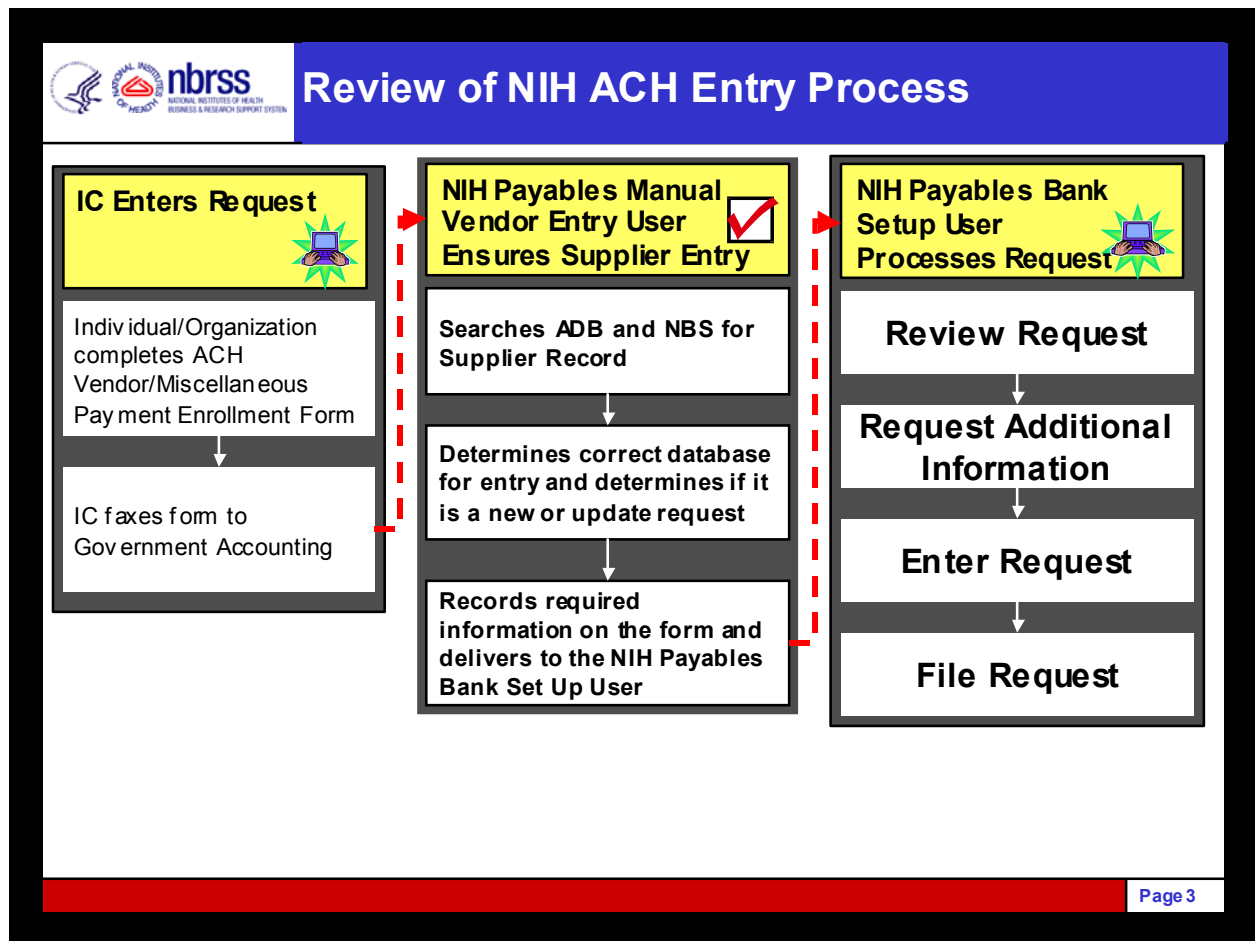 NATIONAL INSTITUTES
OF HEALTH
nbrss
NATIONAL INSTITUTES OF HEALTH
BUSINESS & RESEARCH SUPPORT SYSTEM
Review of NIH ACH Entry Process
IC Enters Request
Individual/Organization
completes ACH
Vendor/Miscellaneous
Payment Enrollment Form
IC faxes form to
Government Accounting
NIH Payables Manual
Vendor Entry User
Ensures Supplier Entry
Searches ADB and NBS for
Supplier Record
Determines correct database
for entry and determines if it
is a new or update request
Records required
information on the form and
delivers to the NIH Payables
Bank Set Up User
NIH Payables Bank
Setup User
Processes Request
Review Request
Request Additional
Information
Enter Request
File Request
Page 3